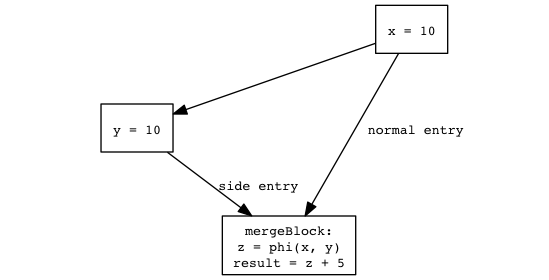 x = 10
y = 10
normal entry
side entry
mergeBlock:
z = phi(x, y)
result = z + 5